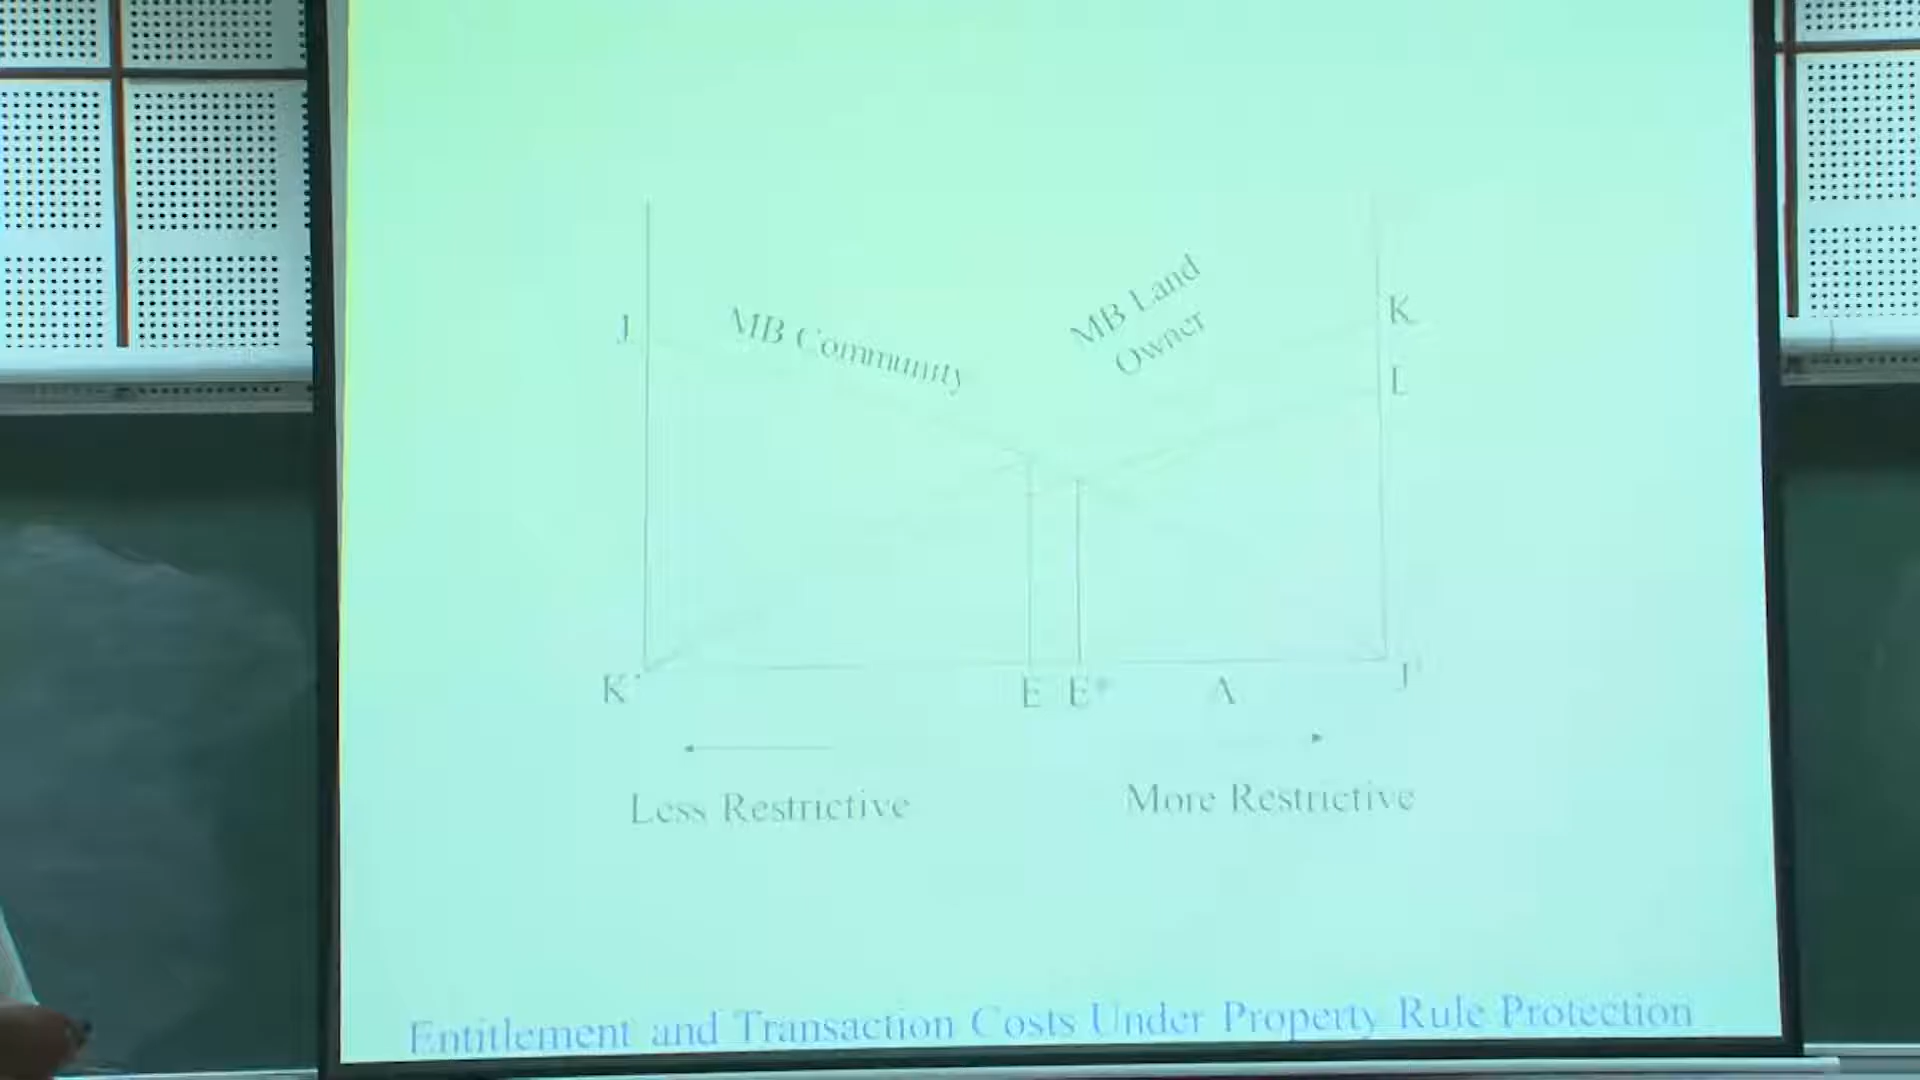 J
MB Community
MB Land
Owner
K
L
K'
E
E*
A
J'
Less Restrictive
More Restrictive
Entitlement and Transaction Costs Under Property Rule Protection